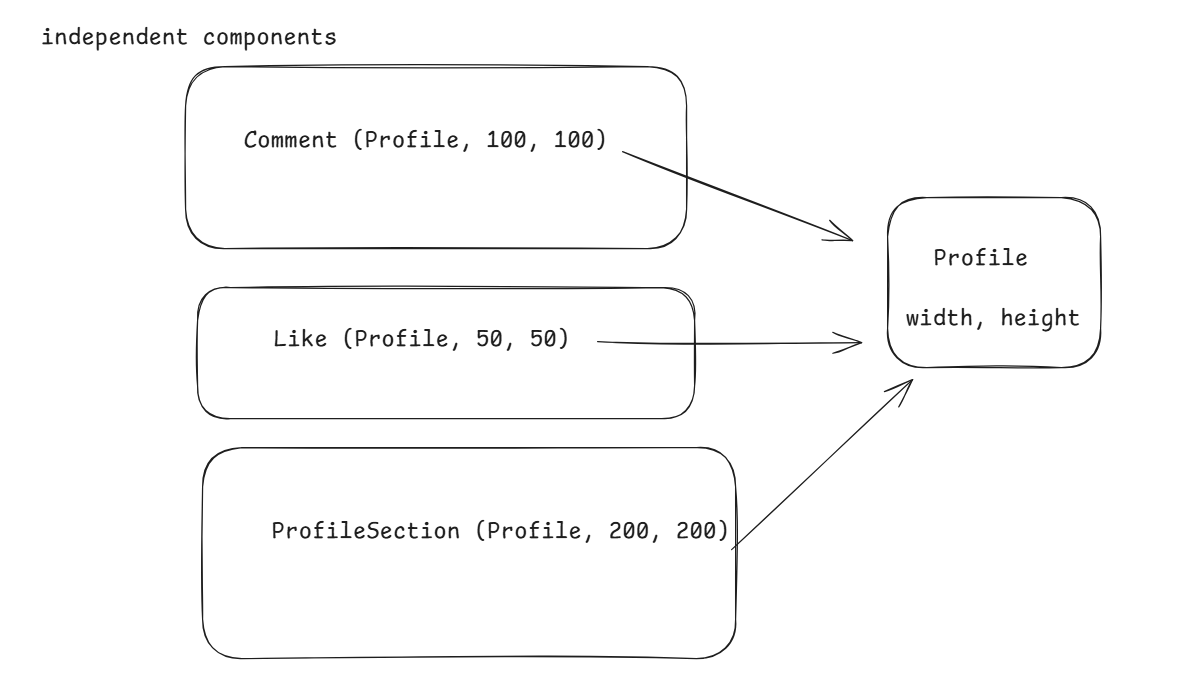 independent components
Comment (Profile, 100, 100)
Profile
width, height
Like (Profile, 50, 50)
ProfileSection (Profile, 200, 200)